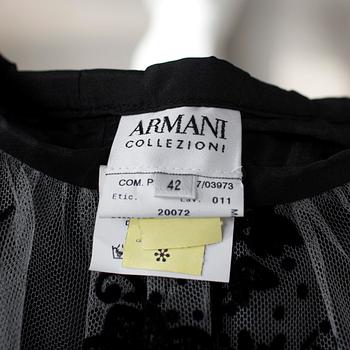 ARMANI
COLLEZIONI
COM. P 42 7/03973
Etic. Lav. 011
20072 M